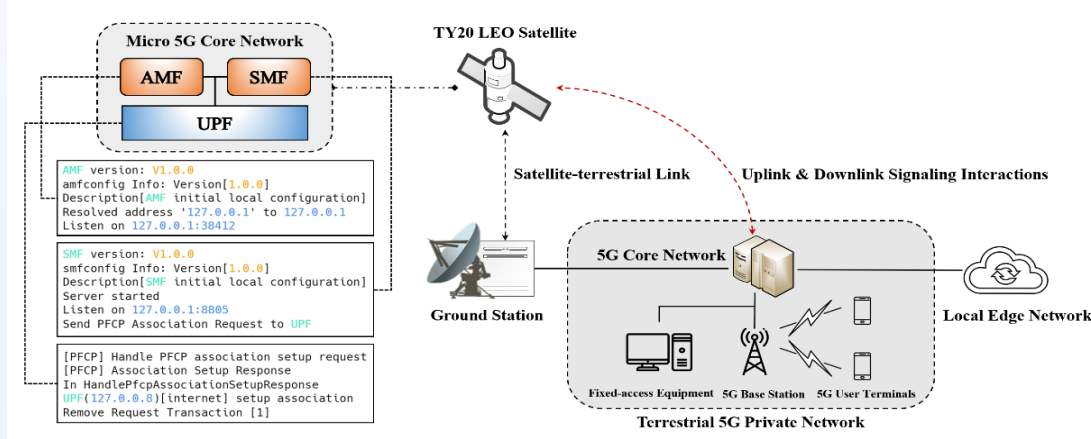 Micro 5G Core Network
AMF
SMF
UPF
AMF version: V1.0.0
amfconfig Info: Version[1.0.0]
Description[AMF initial local configuration]
Resolved address '127.0.0.1' to 127.0.0.1
Listen on 127.0.0.1:38412
SMF version: V1.0.0
smfconfig Info: Version[1.0.0]
Description[SMF initial local configuration]
Server started
Listen on 127.0.0.1:8805
Send PFCP Association Request to UPF
[PFCP] Handle PFCP association setup request
[PFCP] Association Setup Response
In HandlePfcpAssociationSetupResponse
UPF(127.0.0.8)[internet] setup association
Remove Request Transaction [1]
TY20 LEO Satellite
Satellite-terrestrial Link
Uplink & Downlink Signaling Interactions
Ground Station
5G Core Network
Local Edge Network
Fixed-access Equipment
5G Base Station
5G User Terminals
Terrestrial 5G Private Network